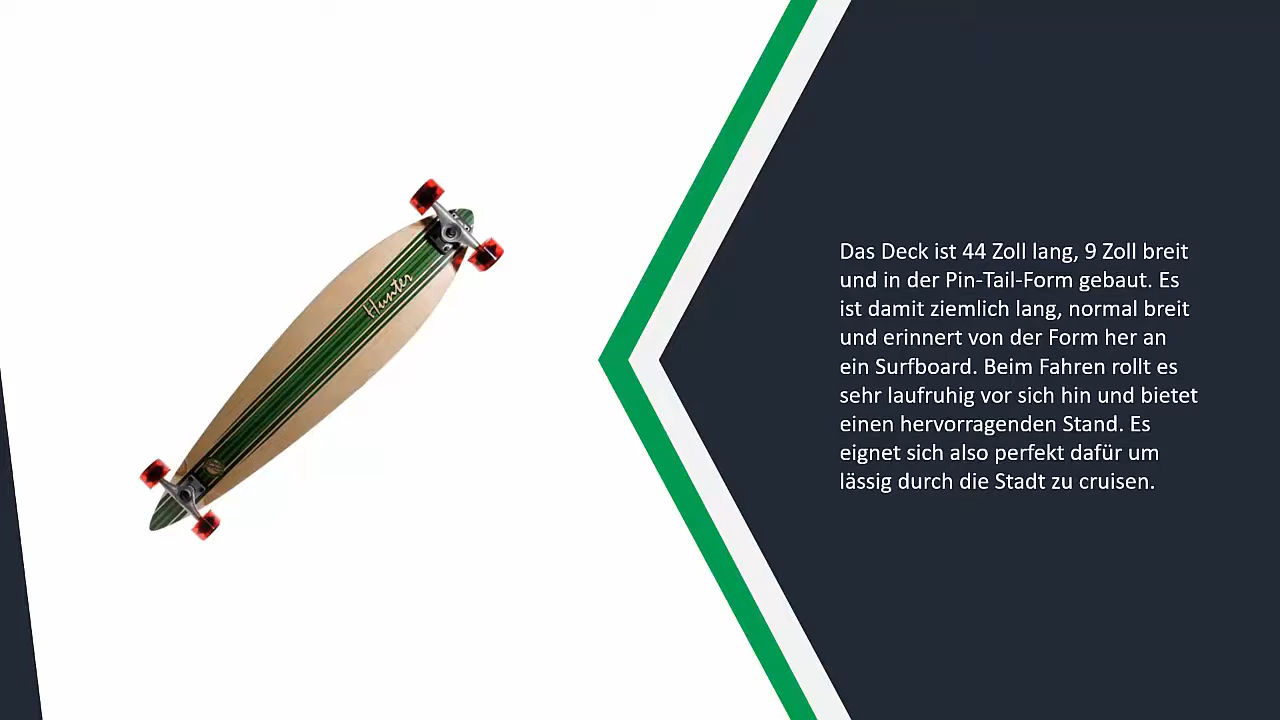 Hunter
Das Deck ist 44 Zoll lang, 9 Zoll breit
und in der Pin-Tail-Form gebaut. Es
ist damit ziemlich lang, normal breit
und erinnert von der Form her an
ein Surfboard. Beim Fahren rollt es
sehr laufruhig vor sich hin und bietet
einen hervorragenden Stand. Es
eignet sich also perfekt dafür um
lässig durch die Stadt zu cruisen.